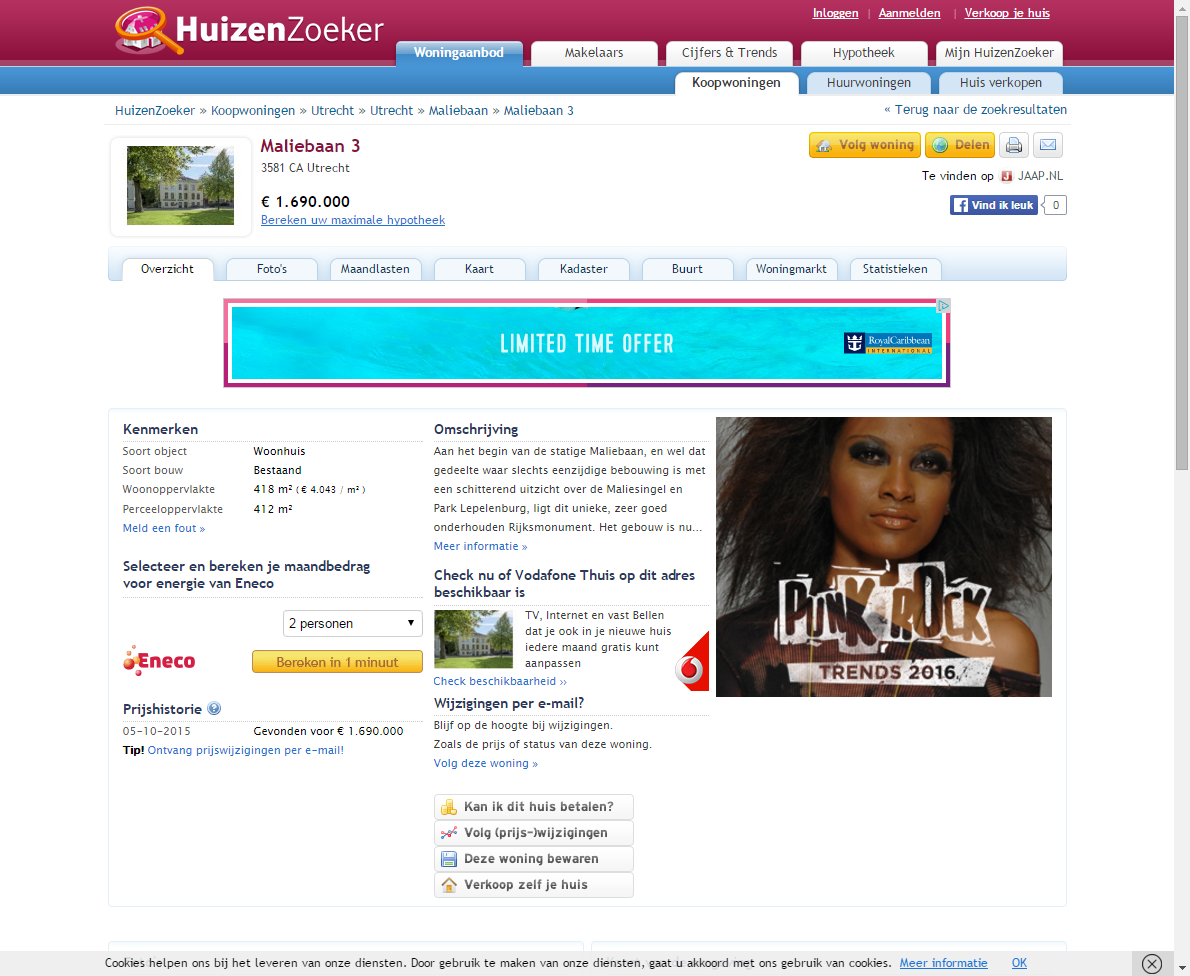 Inloggen | Aanmelden | Verkoop je huis
HuizenZoeker
Woningaanbod Makelaars Cijfers & Trends Hypotheek Mijn HuizenZoeker
Koopwoningen Huurwoningen Huis verkopen
HuizenZoeker » Koopwoningen » Utrecht » Utrecht » Maliebaan » Maliebaan 3
« Terug naar de zoekresultaten
Maliebaan 3
3581 CA Utrecht
€ 1.690.000
Bereken uw maximale hypotheek
Volg woning Delen
Te vinden op JAAP.NL
Vind ik leuk 0
Overzicht Foto's Maandlasten Kaart Kadaster Buurt Woningmarkt Statistieken
LIMITED TIME OFFER
RoyalCaribbean
INTERNATIONAL
Kenmerken
Soort object Woonhuis
Soort bouw Bestaand
Woonoppervlakte 418 m² ( € 4.043 / m² )
Perceeloppervlakte 412 m²
Meld een fout »
Selecteer en bereken je maandbedrag
voor energie van Eneco
2 personen
Eneco
Bereken in 1 minuut
Prijshistorie ?
05-10-2015 Gevonden voor € 1.690.000
Tip! Ontvang prijswijzigingen per e-mail!
Omschrijving
Aan het begin van de statige Maliebaan, en wel dat
gedeelte waar slechts eenzijdige bebouwing is met
een schitterend uitzicht over de Maliesingel en
Park Lepelenburg, ligt dit unieke, zeer goed
onderhouden Rijksmonument. Het gebouw is nu...
Meer informatie »
Check nu of Vodafone Thuis op dit adres
beschikbaar is
TV, Internet en vast Bellen
dat je ook in je nieuwe huis
iedere maand gratis kunt
aanpassen
Check beschikbaarheid ››
Wijzigingen per e-mail?
Blijf op de hoogte bij wijzigingen.
Zoals de prijs of status van deze woning.
Volg deze woning »
Kan ik dit huis betalen?
Volg (prijs-)wijzigingen
Deze woning bewaren
Verkoop zelf je huis
PUNK ROCK
TRENDS 2016
Cookies helpen ons bij het leveren van onze diensten. Door gebruik te maken van onze diensten, gaat u akkoord met ons gebruik van cookies. Meer informatie OK